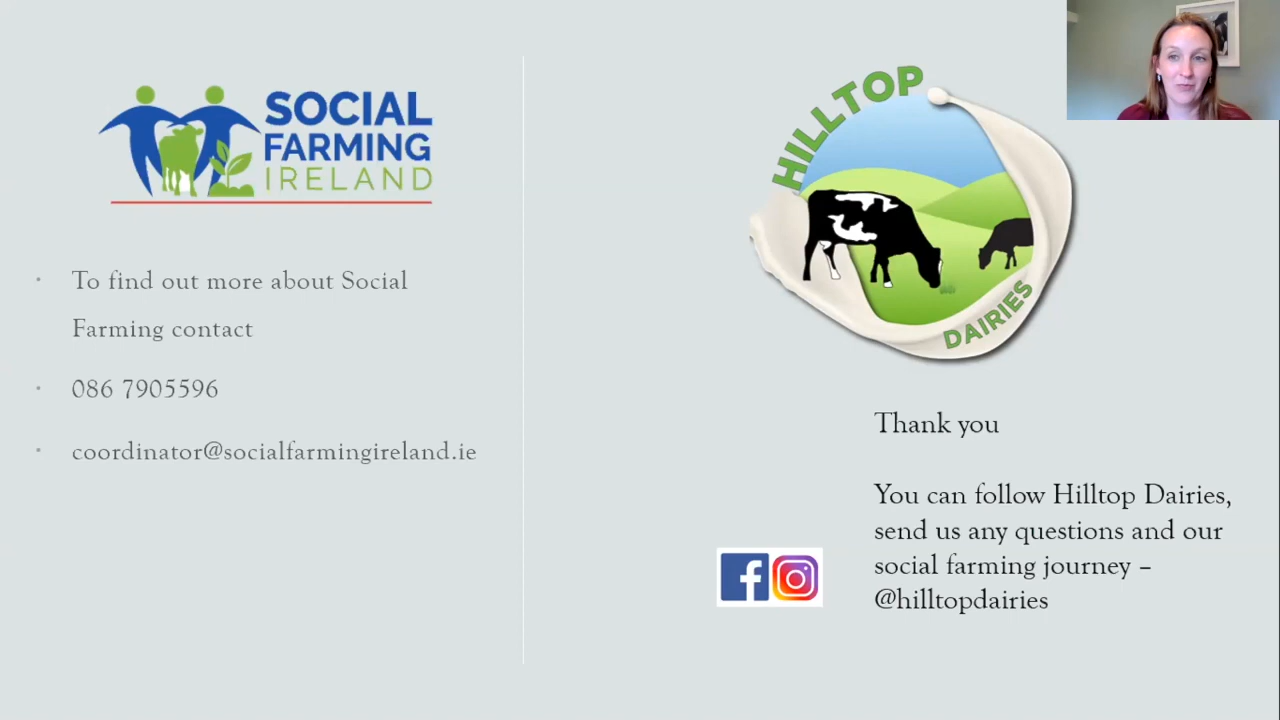 SOCIAL
FARMING
IRELAND
· To find out more about Social
Farming contact
· 086 7905596
· coordinator@socialfarmingireland.ie
HILLTOP
DAIRIES
Thank you
You can follow Hilltop Dairies,
send us any questions and our
social farming journey –
@hilltopdairies